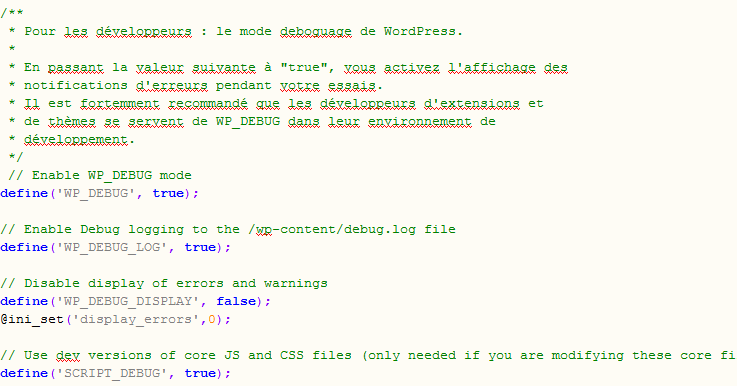 /**
 * Pour les développeurs : le mode deboguage de WordPress.
 *
 * En passant la valeur suivante à "true", vous activez l'affichage des
 * notifications d'erreurs pendant votre essais.
 * Il est fortemment recommandé que les développeurs d'extensions et
 * de thèmes se servent de WP_DEBUG dans leur environnement de
 * développement.
 */
 // Enable WP_DEBUG mode
define('WP_DEBUG', true);

// Enable Debug logging to the /wp-content/debug.log file
define('WP_DEBUG_LOG', true);

// Disable display of errors and warnings
define('WP_DEBUG_DISPLAY', false);
@ini_set('display_errors',0);

// Use dev versions of core JS and CSS files (only needed if you are modifying these core fi
define('SCRIPT_DEBUG', true);